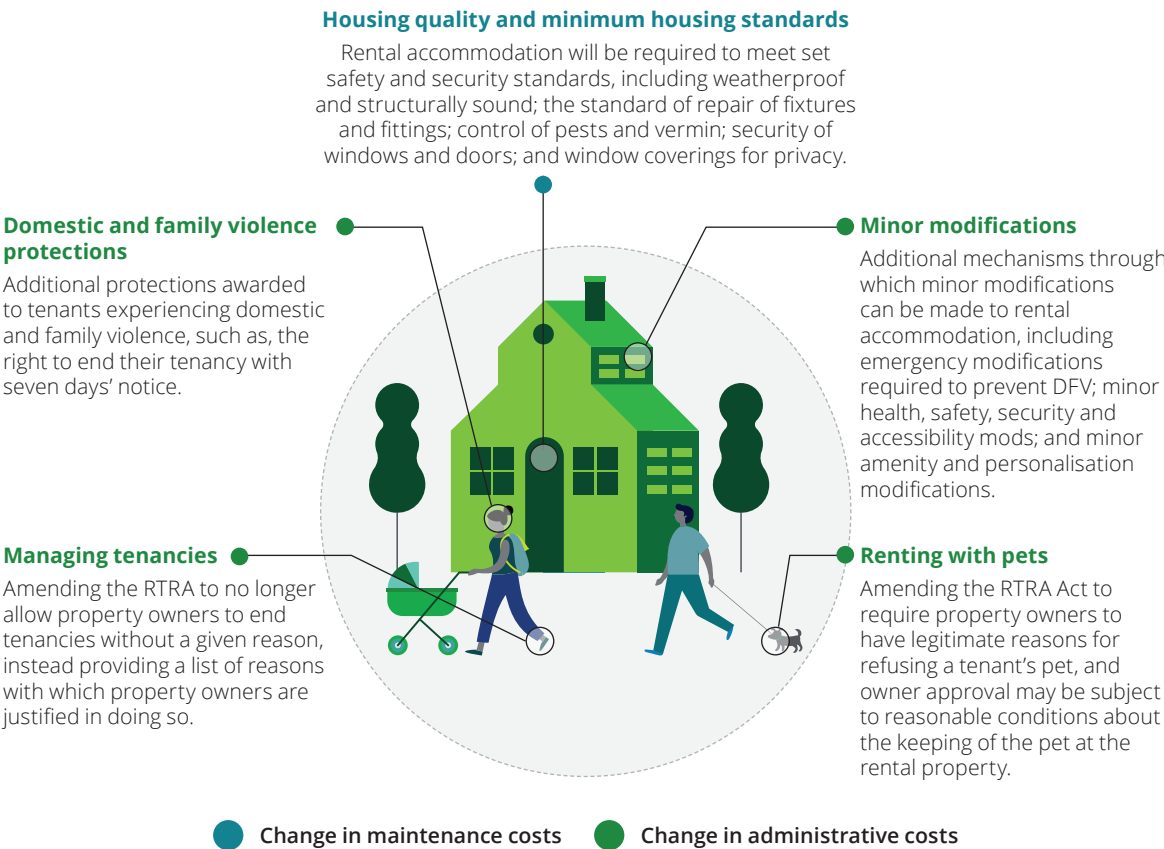 Housing quality and minimum housing standards
Rental accommodation will be required to meet set
safety and security standards, including weatherproof
and structurally sound; the standard of repair of fixtures
and fittings; control of pests and vermin; security of
windows and doors; and window coverings for privacy.
Domestic and family violence
protections
Additional protections awarded
to tenants experiencing domestic
and family violence, such as, the
right to end their tenancy with
seven days’ notice.
Minor modifications
Additional mechanisms through
which minor modifications
can be made to rental
accommodation, including
emergency modifications
required to prevent DFV; minor
health, safety, security and
accessibility mods; and minor
amenity and personalisation
modifications.
Managing tenancies
Amending the RTRA to no longer
allow property owners to end
tenancies without a given reason,
instead providing a list of reasons
with which property owners are
justified in doing so.
Renting with pets
Amending the RTRA Act to
require property owners to
have legitimate reasons for
refusing a tenant’s pet, and
owner approval may be subject
to reasonable conditions about
the keeping of the pet at the
rental property.
Change in maintenance costs
Change in administrative costs